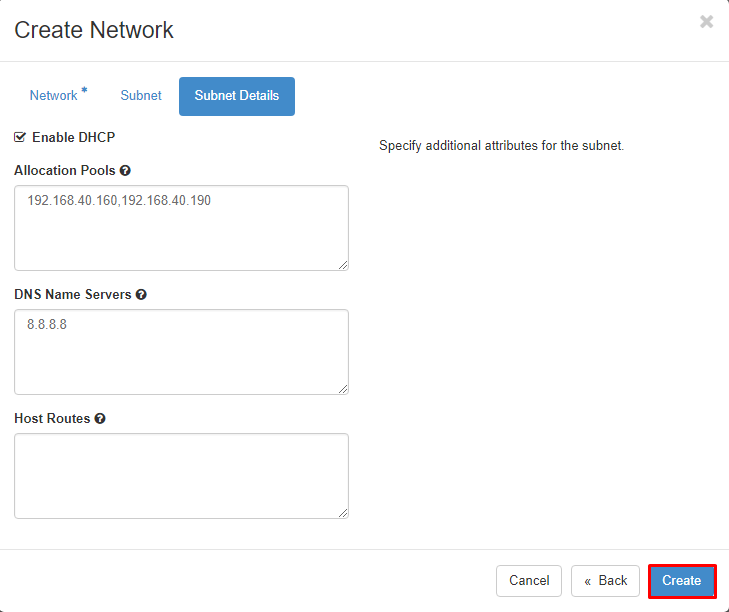 Create Network
×
Network *
Subnet
Subnet Details
Enable DHCP
Specify additional attributes for the subnet.
Allocation Pools
192.168.40.160,192.168.40.190
DNS Name Servers
8.8.8.8
Host Routes
Cancel
« Back
Create